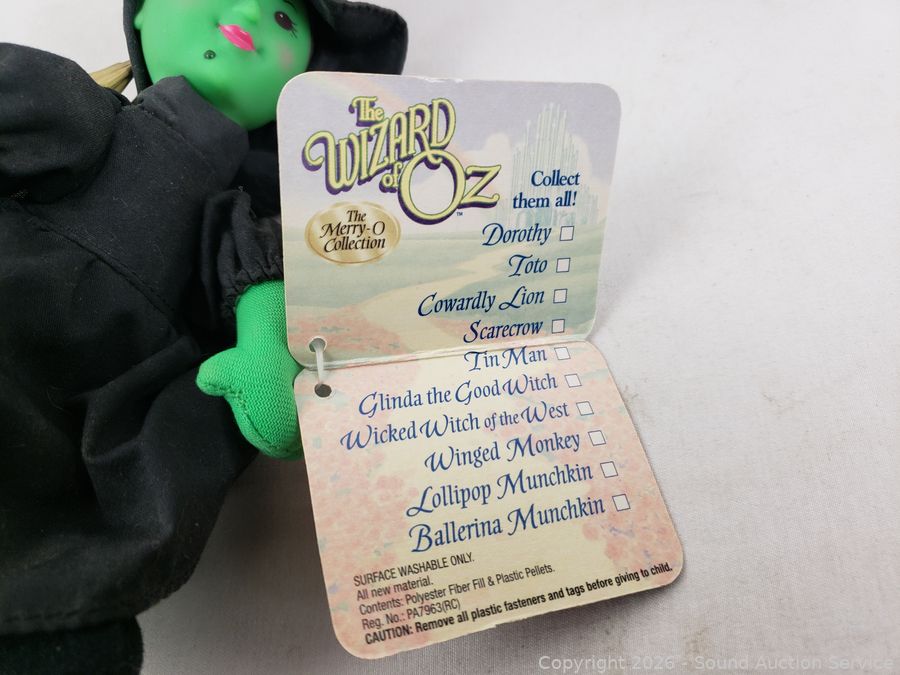 The
WIZARD
of OZ™
The
Merry-O
Collection
Collect
them all!
Dorothy
Toto
Cowardly Lion
Scarecrow
Tin Man
Glinda the Good Witch
Wicked Witch of the West
Winged Monkey
Lollipop Munchkin
Ballerina Munchkin
SURFACE WASHABLE ONLY.
All new material.
Contents: Polyester Fiber Fill & Plastic Pellets.
Reg. No.: PA7963(RC)
CAUTION: Remove all plastic fasteners and tags before giving to child.
Copyright 2026 - Sound Auction Service